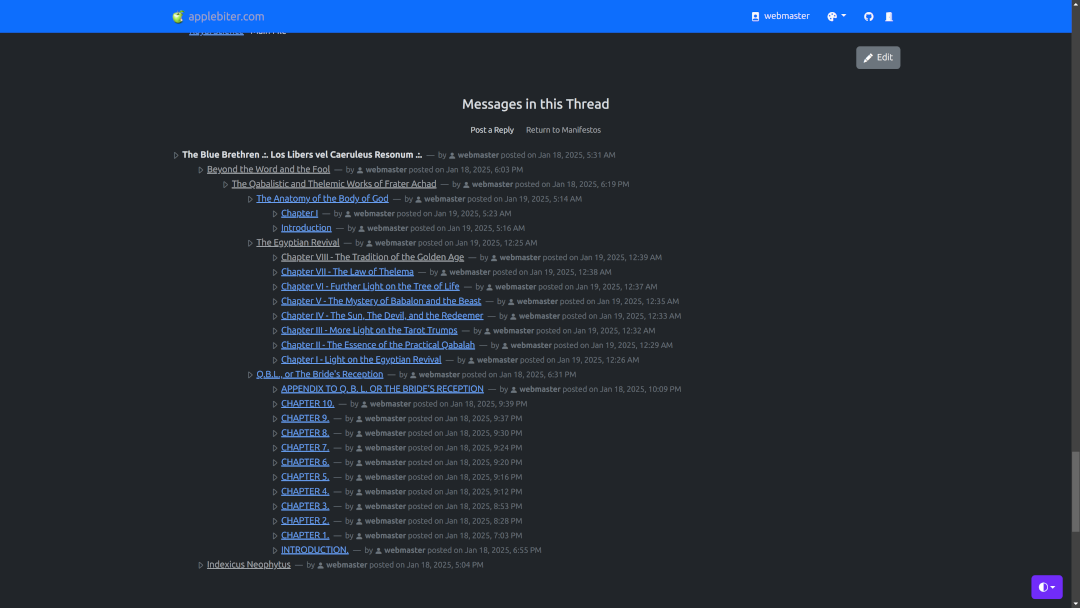 applebiter.com
webmaster
Edit
Messages in this Thread
Post a Reply Return to Manifestos
The Blue Brethren .:. Los Libers vel Caeruleus Resonum .:. — by webmaster posted on Jan 18, 2025, 5:31 AM
Beyond the Word and the Fool — by webmaster posted on Jan 18, 2025, 6:03 PM
The Qabalistic and Thelemic Works of Frater Achad — by webmaster posted on Jan 18, 2025, 6:19 PM
The Anatomy of the Body of God — by webmaster posted on Jan 19, 2025, 5:14 AM
Chapter I — by webmaster posted on Jan 19, 2025, 5:23 AM
Introduction — by webmaster posted on Jan 19, 2025, 5:16 AM
The Egyptian Revival — by webmaster posted on Jan 19, 2025, 12:25 AM
Chapter VIII - The Tradition of the Golden Age — by webmaster posted on Jan 19, 2025, 12:39 AM
Chapter VII - The Law of Thelema — by webmaster posted on Jan 19, 2025, 12:38 AM
Chapter VI - Further Light on the Tree of Life — by webmaster posted on Jan 19, 2025, 12:37 AM
Chapter V - The Mystery of Babalon and the Beast — by webmaster posted on Jan 19, 2025, 12:35 AM
Chapter IV - The Sun, The Devil, and the Redeemer — by webmaster posted on Jan 19, 2025, 12:33 AM
Chapter III - More Light on the Tarot Trumps — by webmaster posted on Jan 19, 2025, 12:32 AM
Chapter II - The Essence of the Practical Qabalah — by webmaster posted on Jan 19, 2025, 12:29 AM
Chapter I - Light on the Egyptian Revival — by webmaster posted on Jan 19, 2025, 12:26 AM
Q.B.L., or The Bride's Reception — by webmaster posted on Jan 18, 2025, 6:31 PM
APPENDIX TO Q. B. L. OR THE BRIDE'S RECEPTION — by webmaster posted on Jan 18, 2025, 10:09 PM
CHAPTER 10. — by webmaster posted on Jan 18, 2025, 9:39 PM
CHAPTER 9. — by webmaster posted on Jan 18, 2025, 9:37 PM
CHAPTER 8. — by webmaster posted on Jan 18, 2025, 9:30 PM
CHAPTER 7. — by webmaster posted on Jan 18, 2025, 9:24 PM
CHAPTER 6. — by webmaster posted on Jan 18, 2025, 9:20 PM
CHAPTER 5. — by webmaster posted on Jan 18, 2025, 9:16 PM
CHAPTER 4. — by webmaster posted on Jan 18, 2025, 9:12 PM
CHAPTER 3. — by webmaster posted on Jan 18, 2025, 8:53 PM
CHAPTER 2. — by webmaster posted on Jan 18, 2025, 8:28 PM
CHAPTER 1. — by webmaster posted on Jan 18, 2025, 7:03 PM
INTRODUCTION. — by webmaster posted on Jan 18, 2025, 6:55 PM
Indexicus Neophytus — by webmaster posted on Jan 18, 2025, 5:04 PM